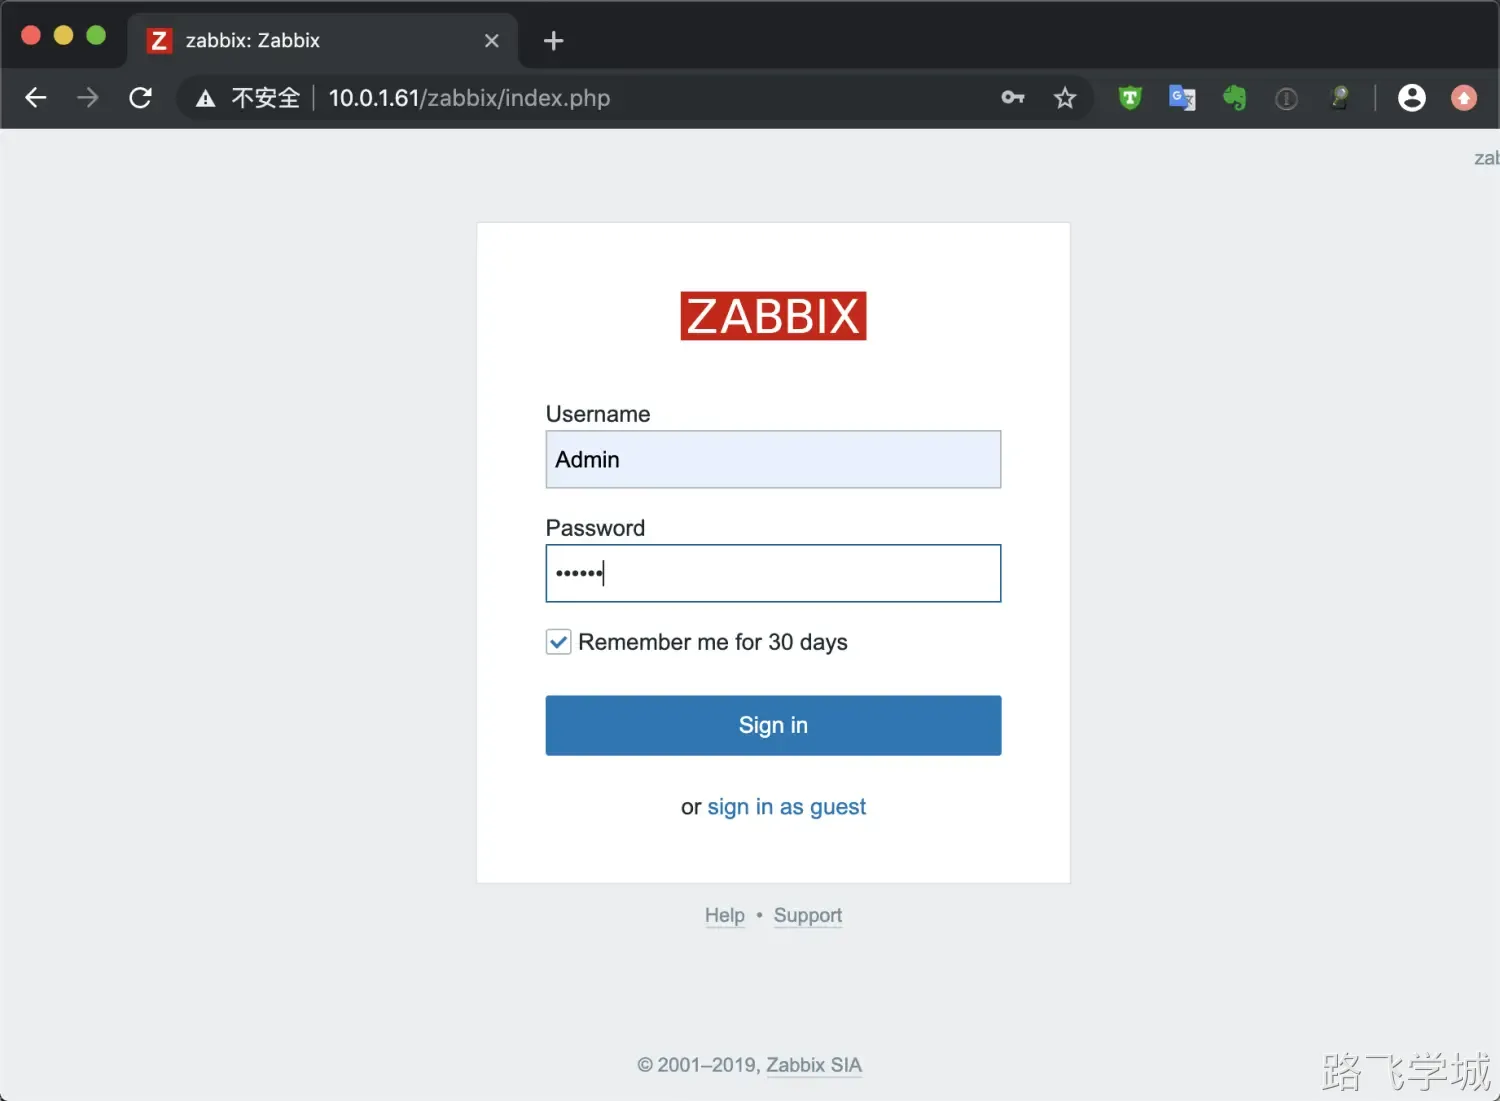 zabbix: Zabbix
不安全 10.0.1.61/zabbix/index.php
zab
ZABBIX
Username
Admin
Password
••••••
Remember me for 30 days
Sign in
or sign in as guest
Help • Support
© 2001–2019, Zabbix SIA
路飞学城